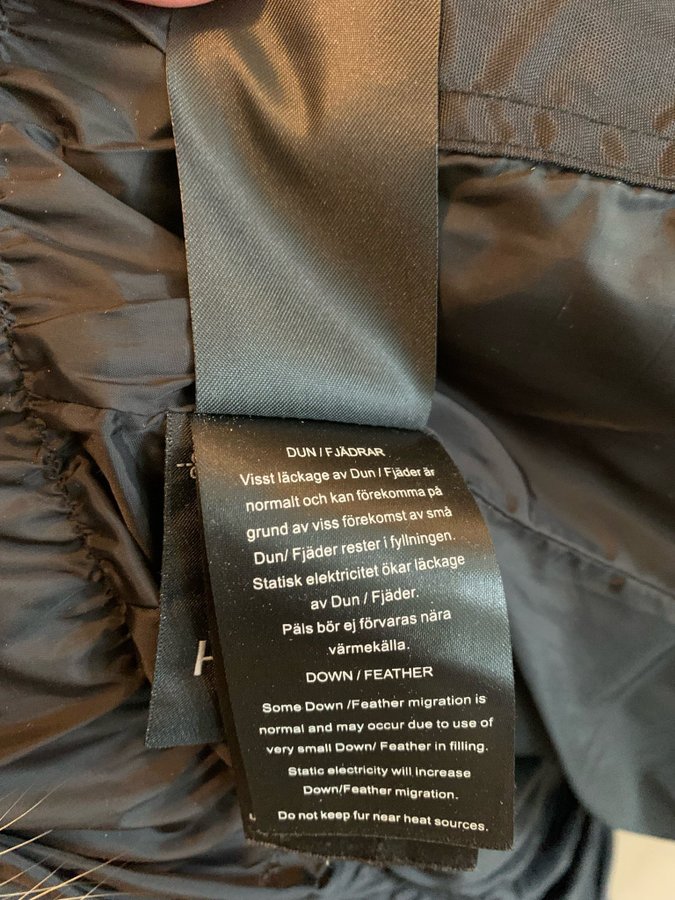 DUN / FJÄDRAR
Visst läckage av Dun / Fjäder är
normalt och kan förekomma på
grund av viss förekomst av små
Dun/ Fjäder rester i fyllningen.
Statisk elektricitet ökar läckage
av Dun / Fjäder.
Päls bör ej förvaras nära
värmekälla.
DOWN / FEATHER
Some Down /Feather migration is
normal and may occur due to use of
very small Down/ Feather in filling.
Static electricity will increase
Down/Feather migration.
Do not keep fur near heat sources.
H